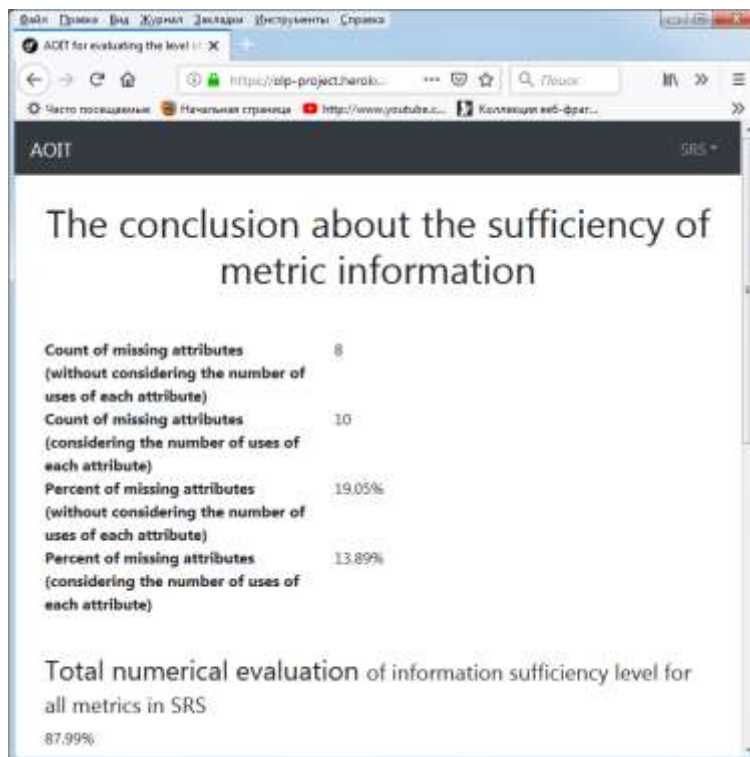 Файл Правка Вид Журнал Закладки Инструменты Справка
AOIT for evaluating the level
https://olp-project.herok... Поиск
Часто посещаемые Начальная страница http://www.youtube.c... Коллекция веб-фраг...
AOIT SRS
The conclusion about the sufficiency of
metric information
Count of missing attributes 8
(without considering the number of
uses of each attribute)
Count of missing attributes 10
(considering the number of uses of
each attribute)
Percent of missing attributes 19,05%
(without considering the number of
uses of each attribute)
Percent of missing attributes 13.89%
(considering the number of uses of
each attribute)
Total numerical evaluation of information sufficiency level for
all metrics in SRS
87.99%